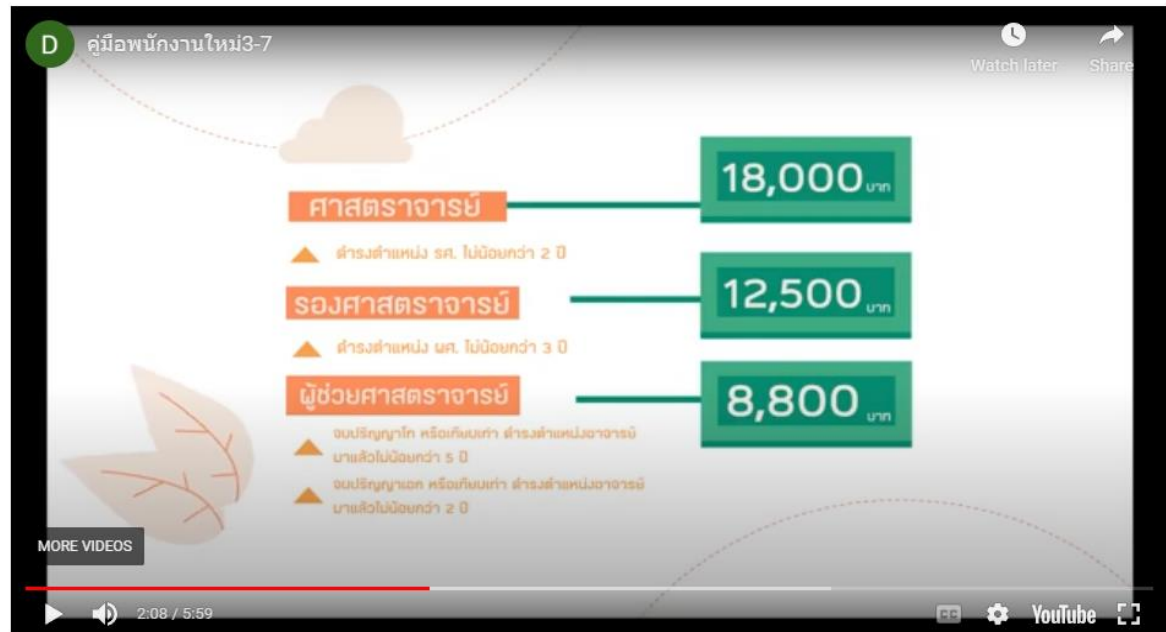 D คู่มือพนักงานใหม่3-7
Watch later Share
ศาสตราจารย์
18,000 บาท
ดำรงตำแหน่ง รศ. ไม่น้อยกว่า 2 ปี
รองศาสตราจารย์
12,500 บาท
ดำรงตำแหน่ง ผศ. ไม่น้อยกว่า 3 ปี
ผู้ช่วยศาสตราจารย์
8,800 บาท
จบปริญญาโท หรือเทียบเท่า ดำรงตำแหน่งอาจารย์
มาแล้วไม่น้อยกว่า 5 ปี
จบปริญญาเอก หรือเทียบเท่า ดำรงตำแหน่งอาจารย์
มาแล้วไม่น้อยกว่า 2 ปี
MORE VIDEOS
2:08 / 5:59
CC YouTube